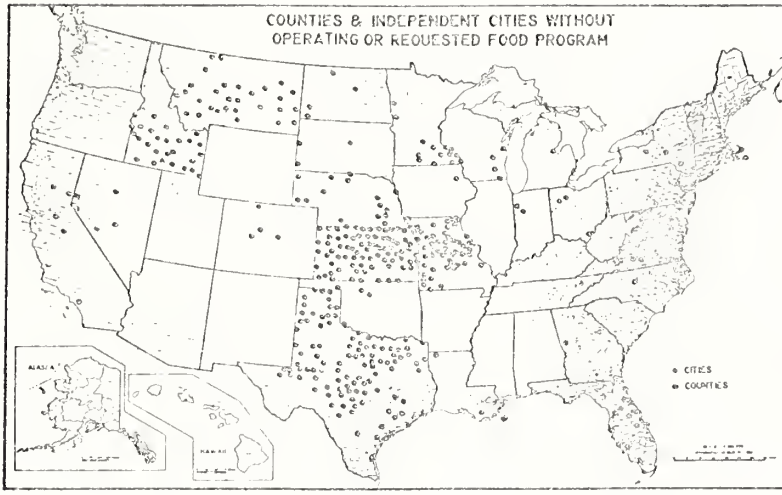 COUNTIES & INDEPENDENT CITIES WITHOUT
OPERATING OR REQUESTED FOOD PROGRAM
ALASKA
HAWAII
CITIES
COUNTIES